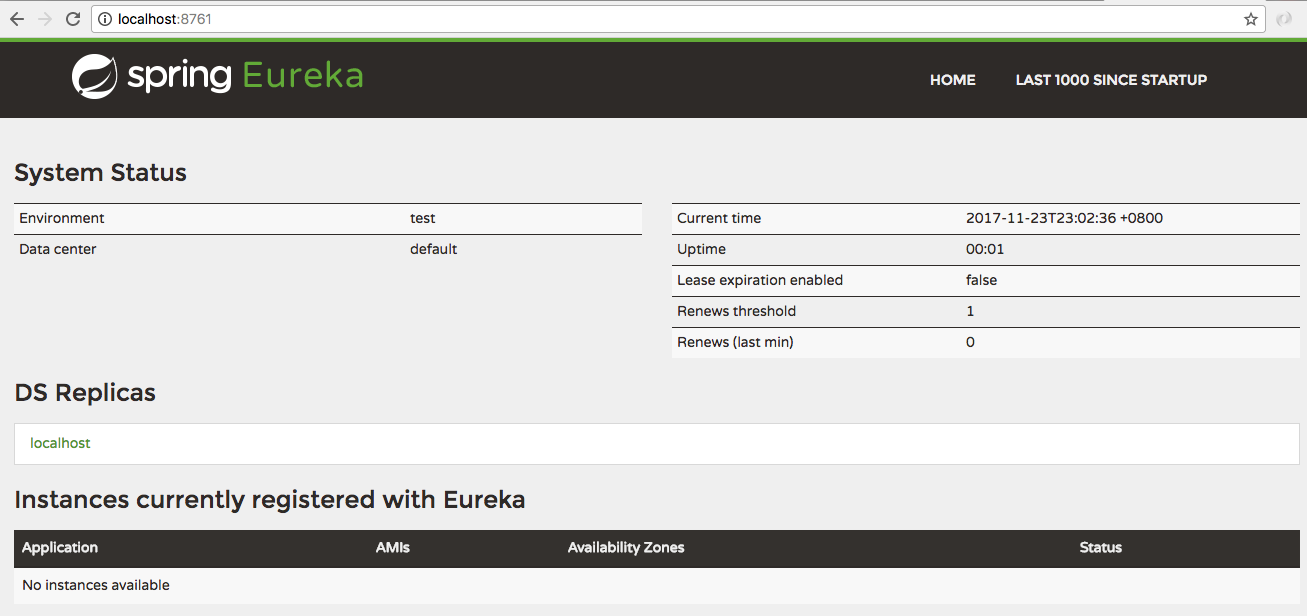 localhost:8761
spring Eureka
HOME LAST 1000 SINCE STARTUP
System Status
Environment test
Data center default
Current time 2017-11-23T23:02:36 +0800
Uptime 00:01
Lease expiration enabled false
Renews threshold 1
Renews (last min) 0
DS Replicas
localhost
Instances currently registered with Eureka
Application AMIs Availability Zones Status
No instances available